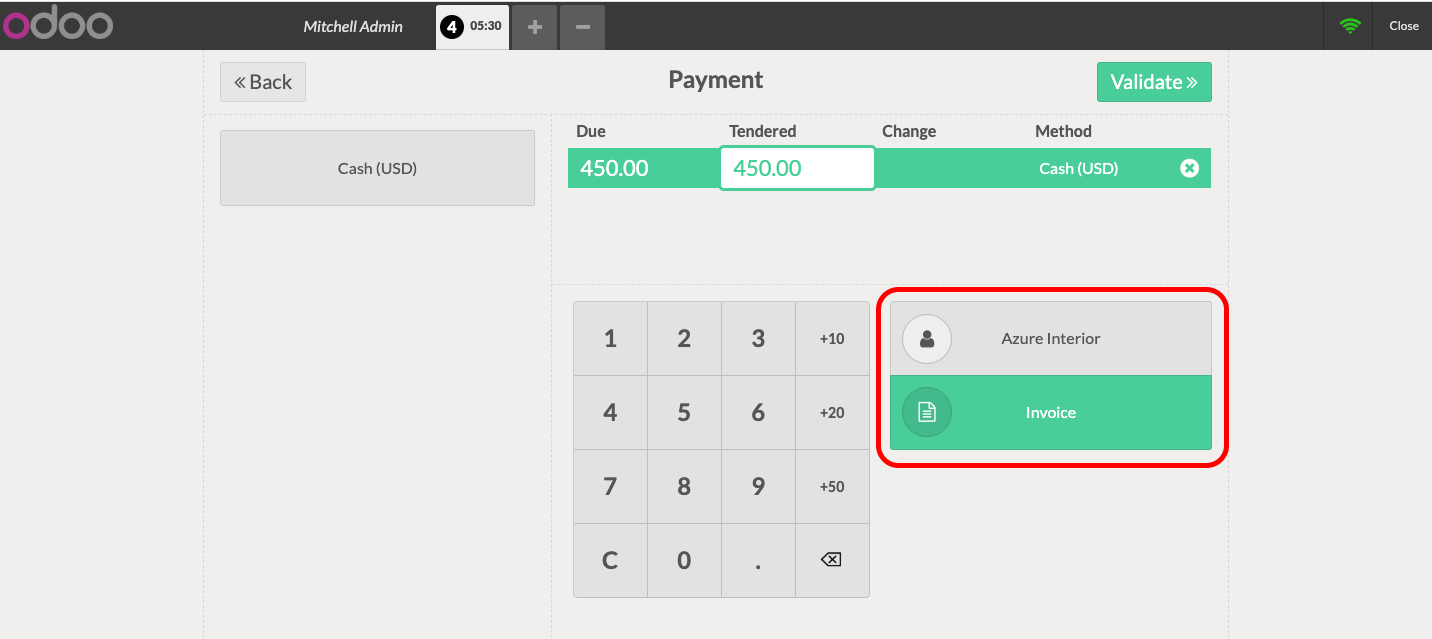 odoo
Mitchell Admin
4 05:30
+
−
Close
« Back
Payment
Validate »
Cash (USD)
Due Tendered Change Method
450.00 450.00 Cash (USD)
1 2 3 +10
4 5 6 +20
7 8 9 +50
C 0 .
Azure Interior
Invoice